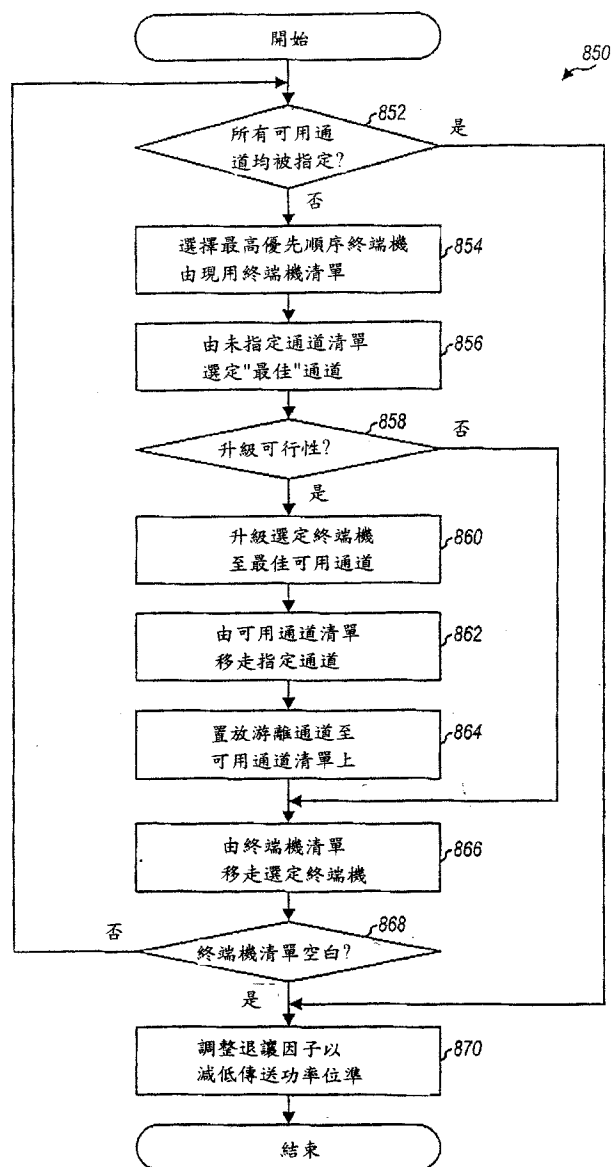 開始
850
852
所有可用通
道均被指定?
是
否
選擇最高優先順序終端機
由現用終端機清單
854
由未指定通道清單
選定"最佳"通道
856
858
升級可行性?
否
是
升級選定終端機
至最佳可用通道
860
由可用通道清單
移走指定通道
862
置放游離通道至
可用通道清單上
864
由終端機清單
移走選定終端機
866
868
否
終端機清單空白?
是
調整退讓因子以
減低傳送功率位準
870
結束